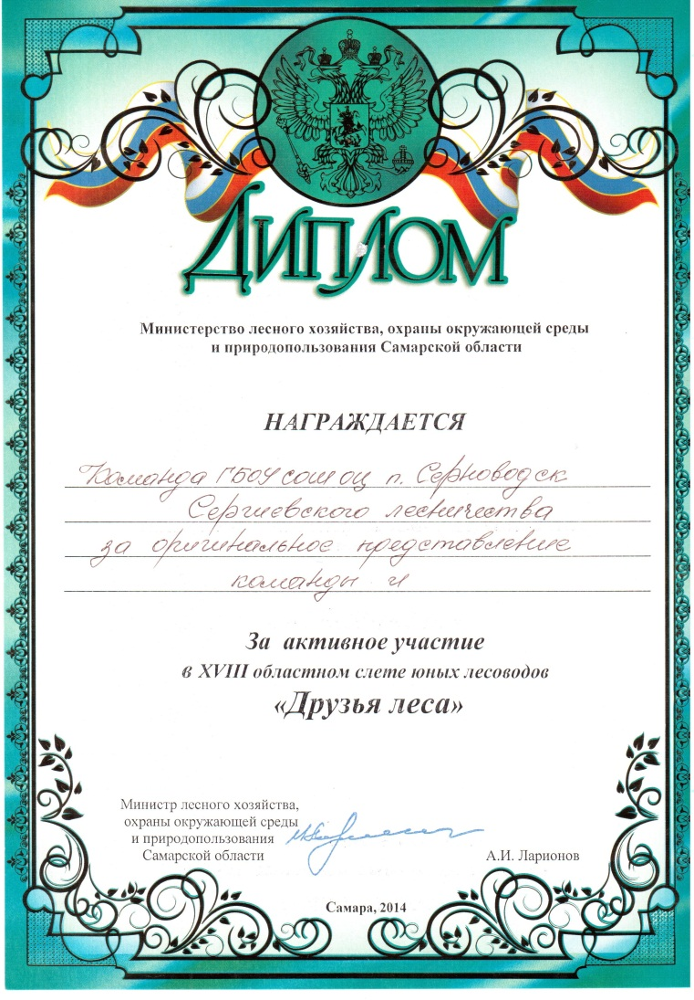 ДИПЛОМ
Министерство лесного хозяйства, охраны окружающей среды
и природопользования Самарской области
НАГРАЖДАЕТСЯ
Команда ГБОУ СОШ ОЦ п. Серноводск
Сергиевского лесничества
за оригинальное представление
команды и
За активное участие
в XVIII областном слете юных лесоводов
«Друзья леса»
Министр лесного хозяйства,
охраны окружающей среды
и природопользования
Самарской области
А.И. Ларионов
Самара, 2014